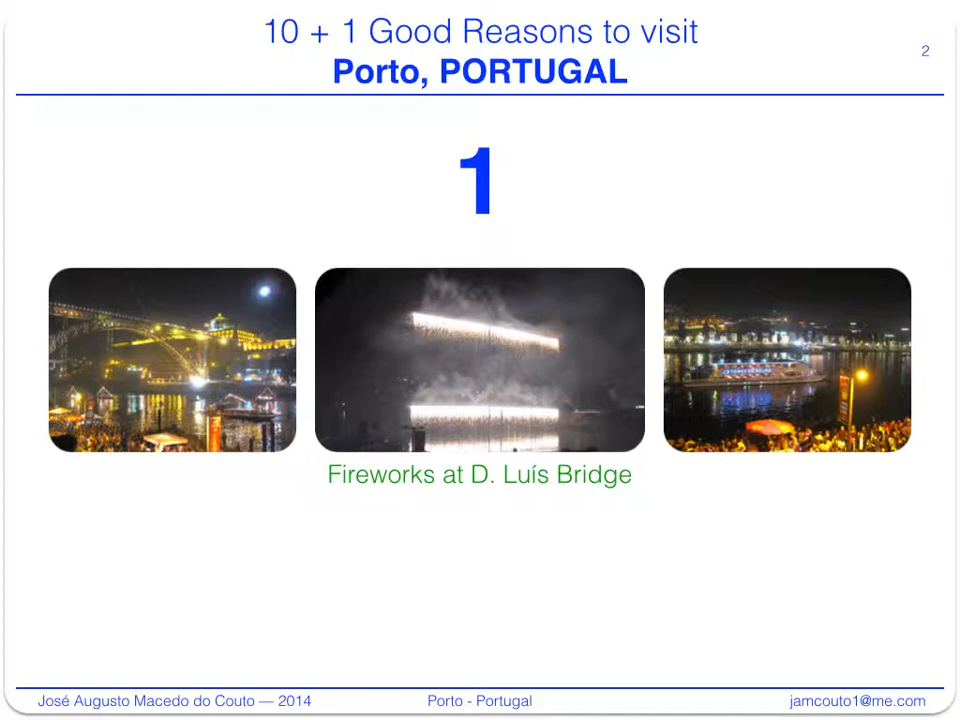 10 + 1 Good Reasons to visit
Porto, PORTUGAL
2
1
Fireworks at D. Luís Bridge
José Augusto Macedo do Couto — 2014
Porto - Portugal
jamcouto1@me.com